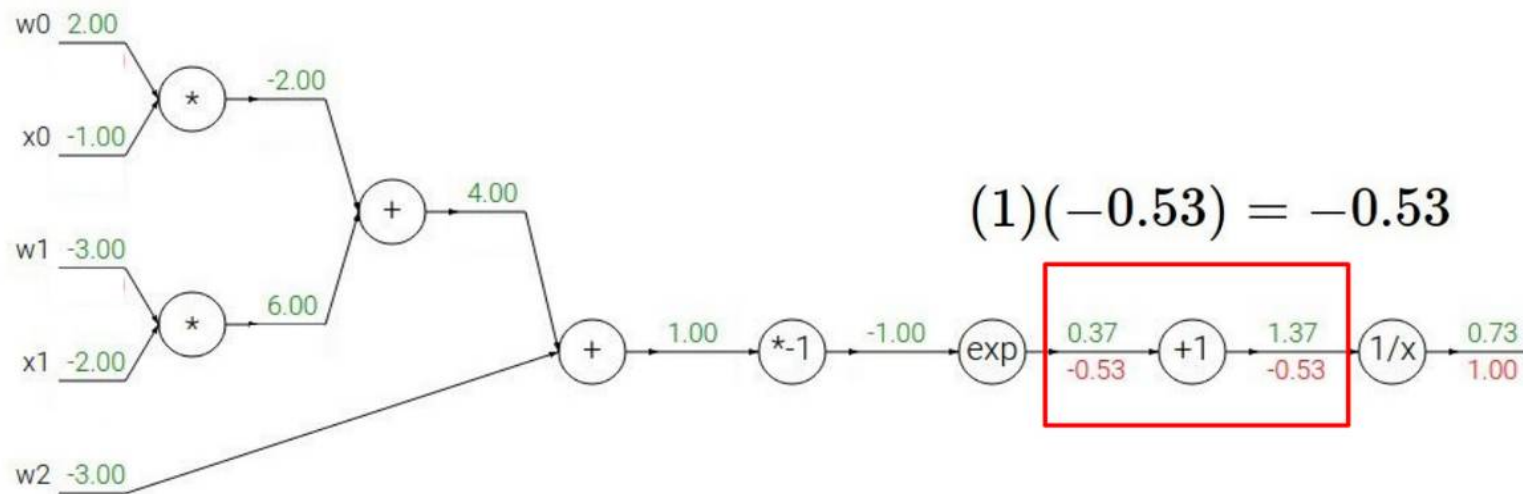 w0 2.00
-2.00
*
x0 -1.00
4.00
+
(1)(−0.53) = −0.53
w1 -3.00
6.00
*
x1 -2.00
+
1.00
*-1
-1.00
exp
0.37
-0.53
+1
1.37
-0.53
1/x
0.73
1.00
w2 -3.00